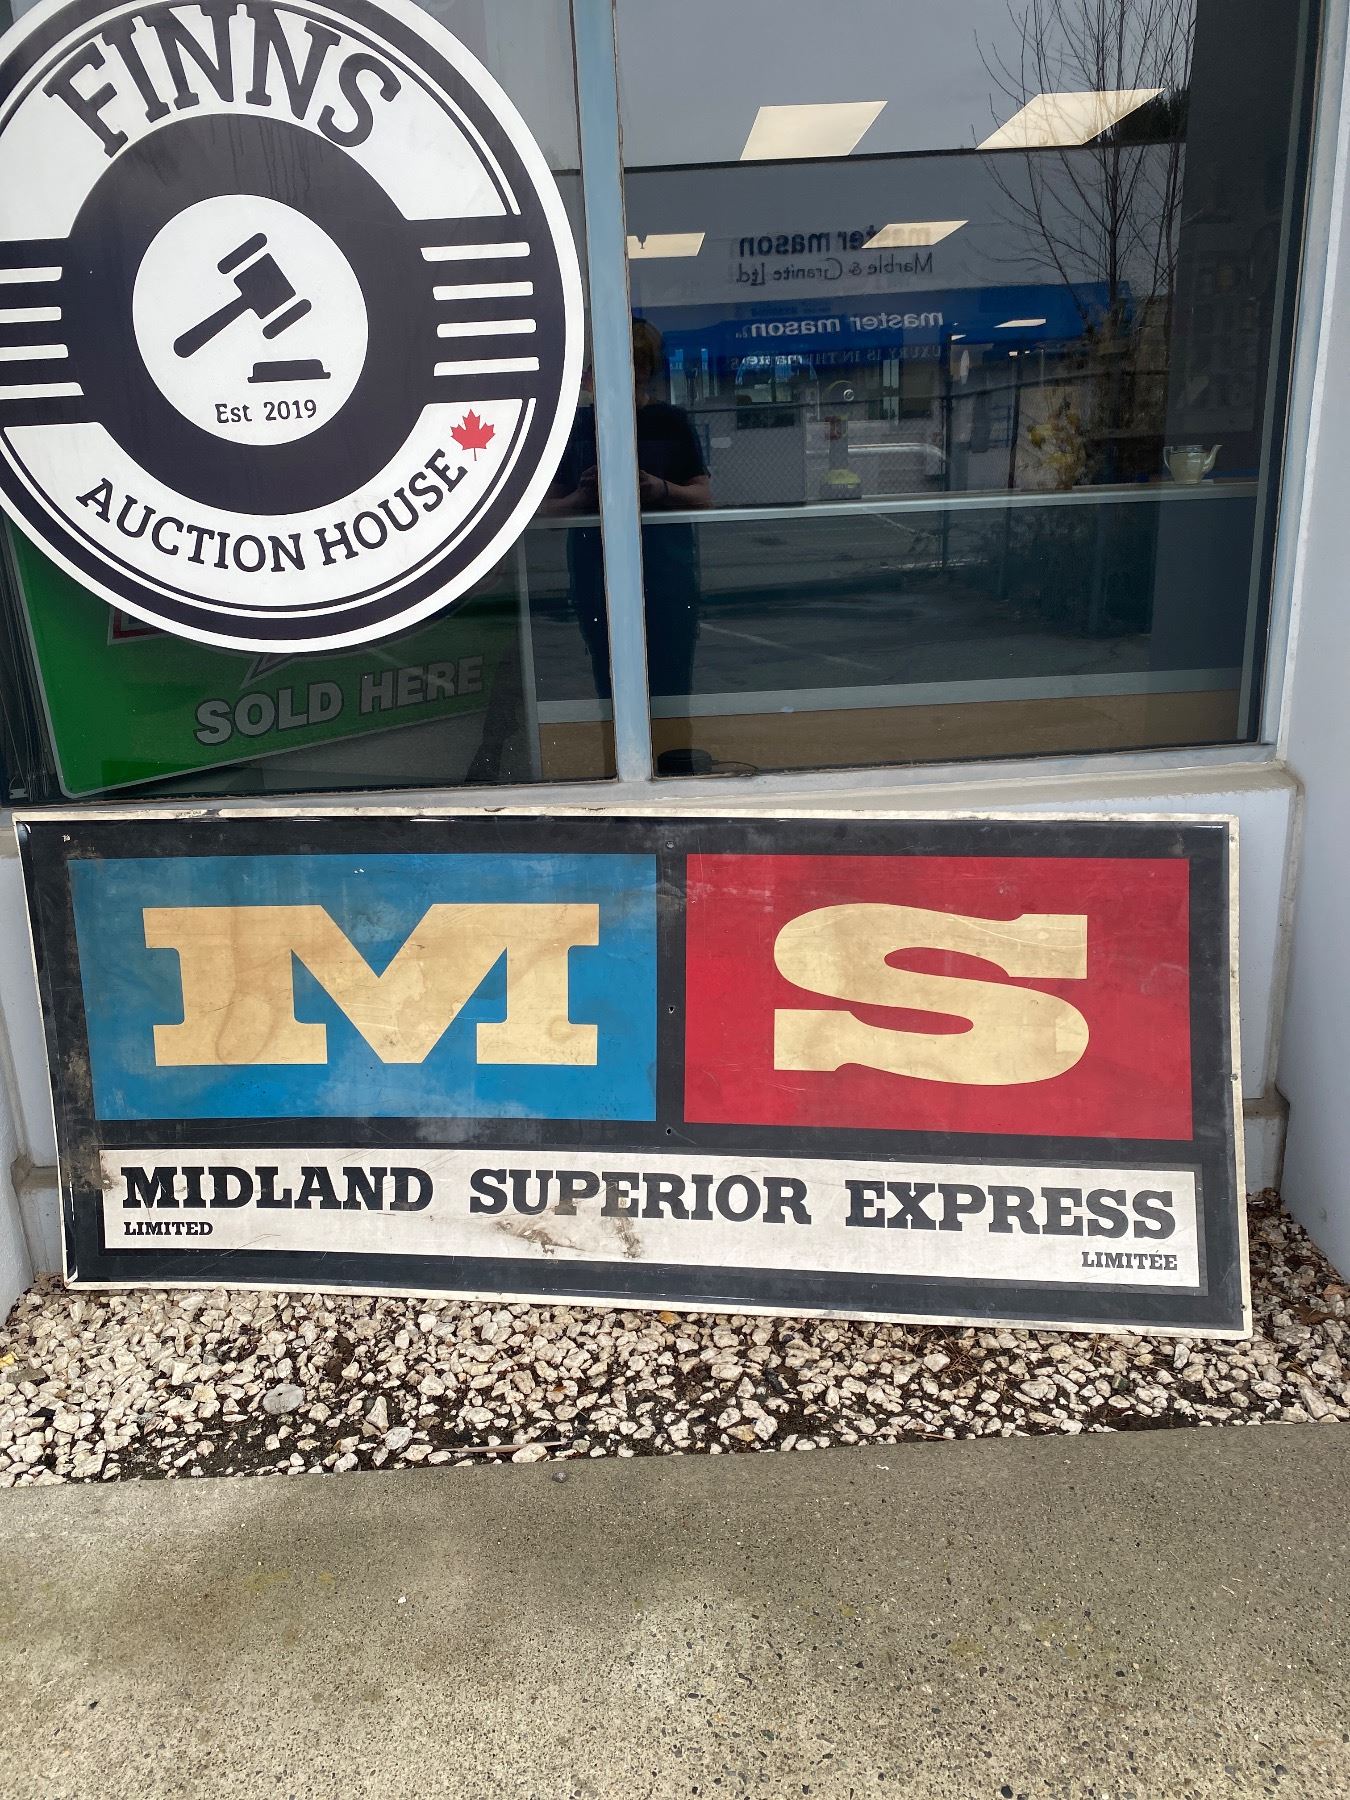 FINNS
Est 2019
AUCTION HOUSE
SOLD HERE
master mason
Marble & Granite Ltd.
master mason
M S
MIDLAND SUPERIOR EXPRESS
LIMITED
LIMITÉE